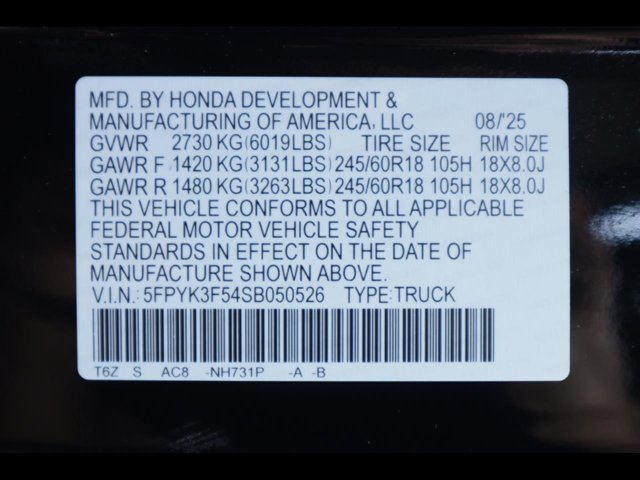 MFD. BY HONDA DEVELOPMENT &
MANUFACTURING OF AMERICA, LLC 08/'25
GVWR 2730 KG(6019LBS) TIRE SIZE RIM SIZE
GAWR F 1420 KG(3131LBS) 245/60R18 105H 18X8.0J
GAWR R 1480 KG(3263LBS) 245/60R18 105H 18X8.0J
THIS VEHICLE CONFORMS TO ALL APPLICABLE
FEDERAL MOTOR VEHICLE SAFETY
STANDARDS IN EFFECT ON THE DATE OF
MANUFACTURE SHOWN ABOVE.
V.I.N.: 5FPYK3F54SB050526 TYPE:TRUCK
T6Z S AC8 -NH731P -A -B